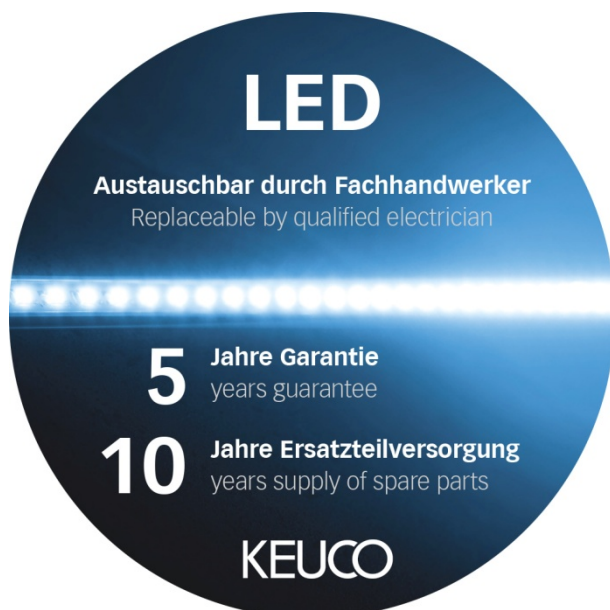 LED
Austauschbar durch Fachhandwerker
Replaceable by qualified electrician
5 Jahre Garantie
years guarantee
10 Jahre Ersatzteilversorgung
years supply of spare parts
KEUCO